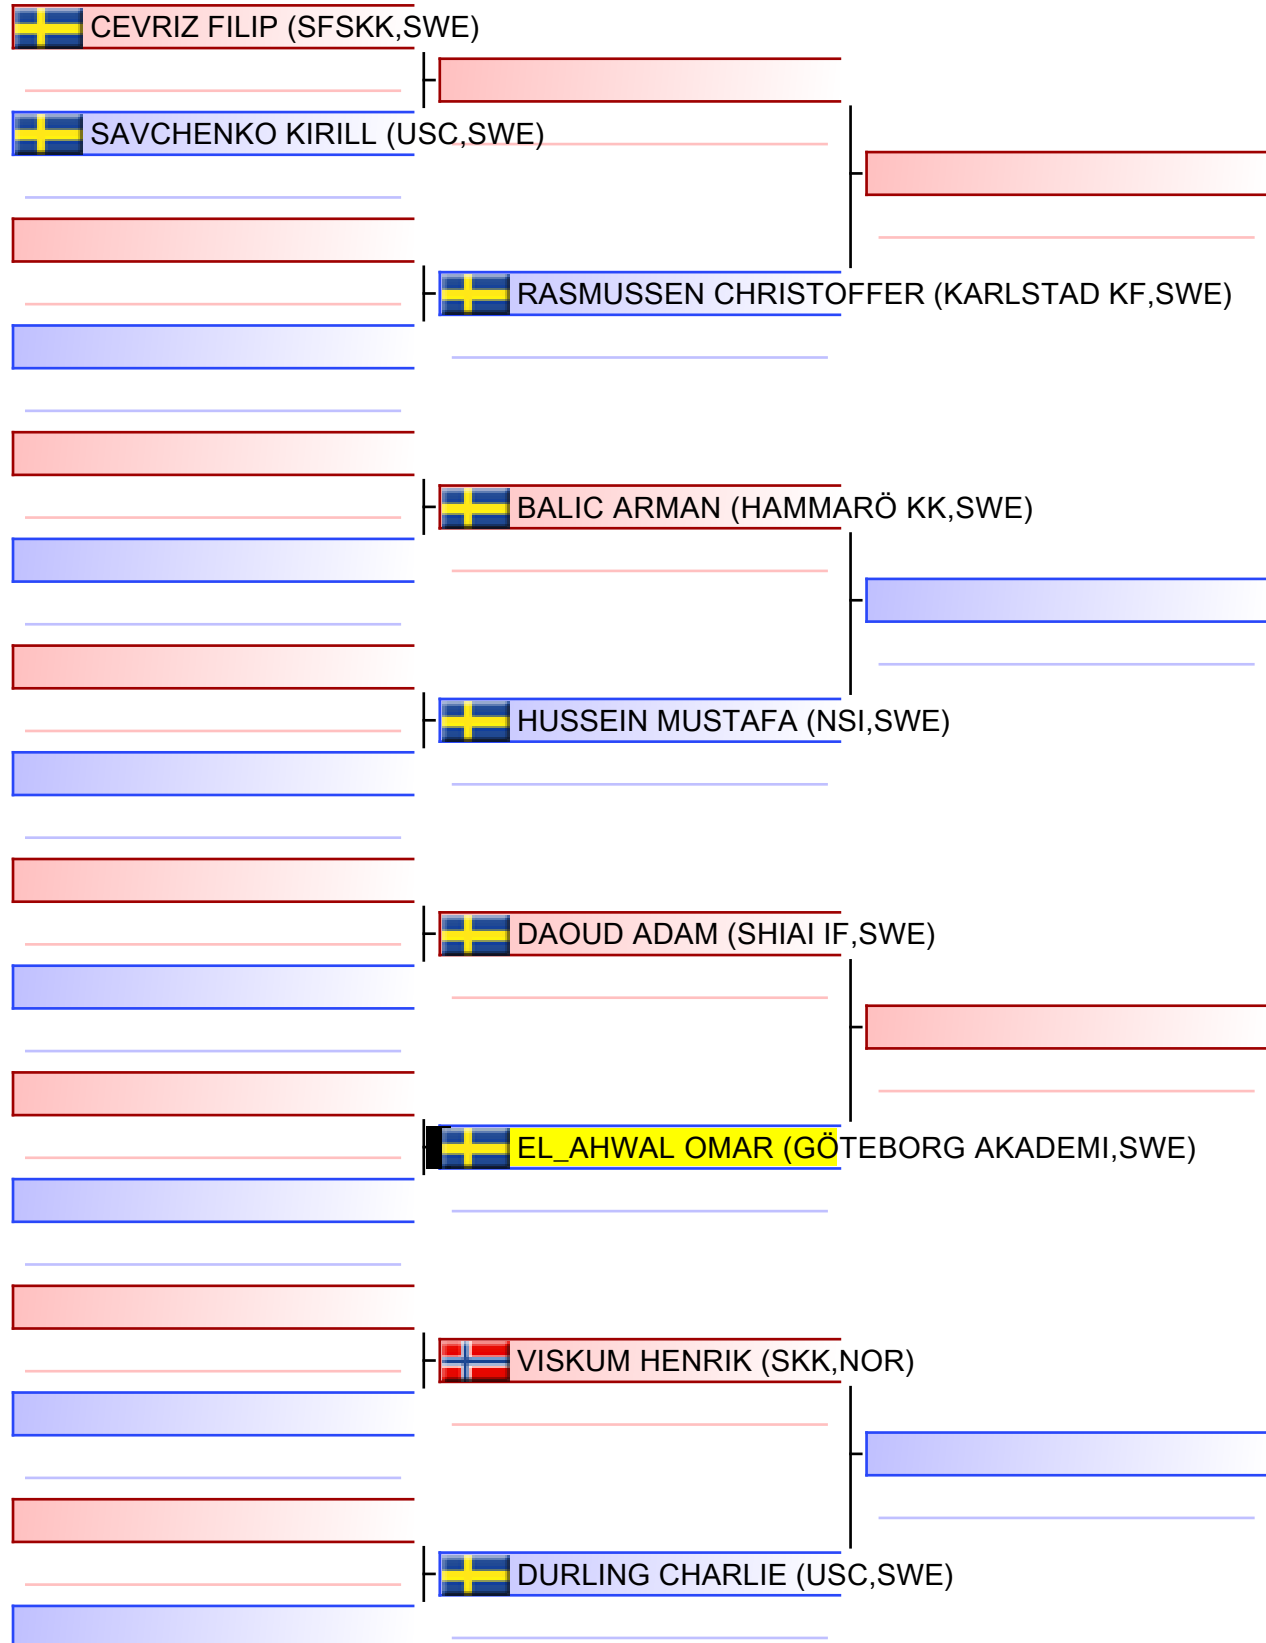 CEVRIZ FILIP (SFSKK,SWE)
SAVCHENKO KIRILL (USC,SWE)
RASMUSSEN CHRISTOFFER (KARLSTAD KF,SWE)
BALIC ARMAN (HAMMARÖ KK,SWE)
HUSSEIN MUSTAFA (NSI,SWE)
DAOUD ADAM (SHIAI IF,SWE)
EL_AHWAL OMAR (GÖTEBORG AKADEMI,SWE)
VISKUM HENRIK (SKK,NOR)
DURLING CHARLIE (USC,SWE)